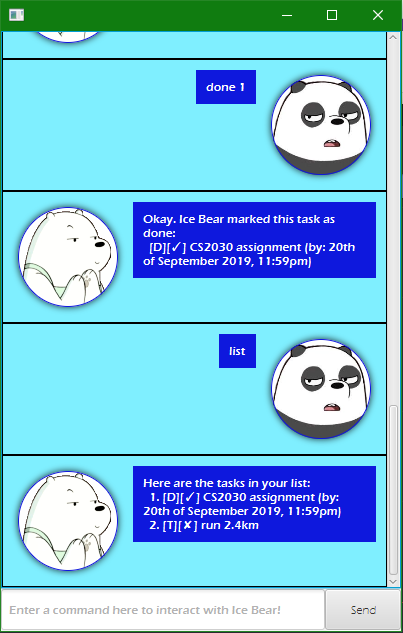 done 1
Okay. Ice Bear marked this task as
done:
[D][✓] CS2030 assignment (by: 20th
of September 2019, 11:59pm)
list
Here are the tasks in your list:
1. [D][✓] CS2030 assignment (by:
20th of September 2019, 11:59pm)
2. [T][✘] run 2.4km
Enter a command here to interact with Ice Bear!
Send